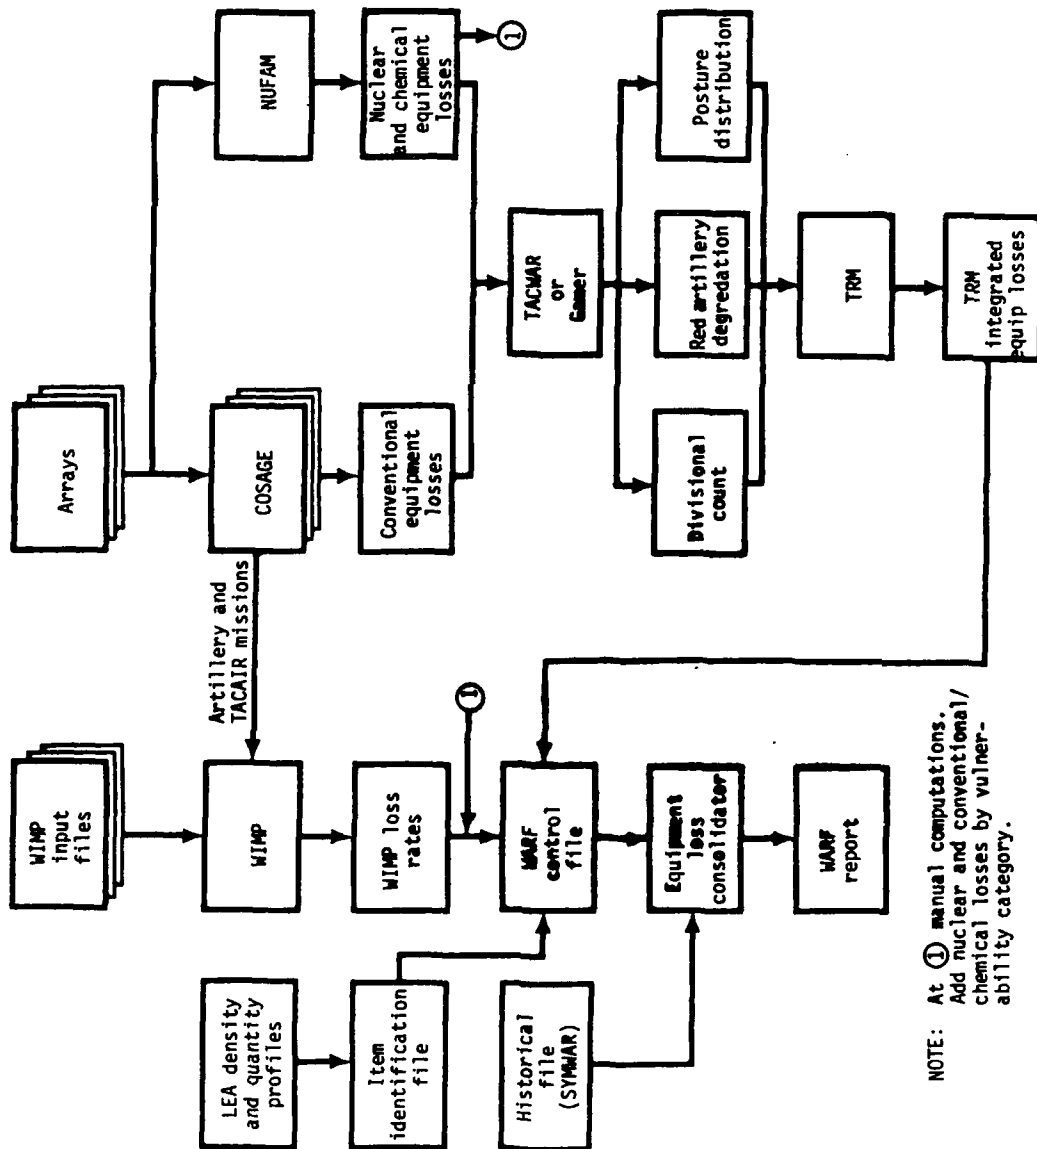 LEA density
and quantity
profiles
Item
identification
file
Historical
file
(SYMWAR)
WIMP
input
files
WIMP
WIMP loss
rates
①
WARF
control
file
Equipment
loss
consolidator
WARF
report
Artillery and
TACAIR missions
Arrays
COSAGE
Conventional
equipment
losses
NUFAM
Nuclear
and chemical
equipment
losses
①
TACWAR
or
Gamer
Divisional
count
Red artillery
degredation
Posture
distribution
TRM
TRM
integrated
equip losses
NOTE: At ① manual computations.
Add nuclear and conventional/
chemical losses by vulner-
ability category.